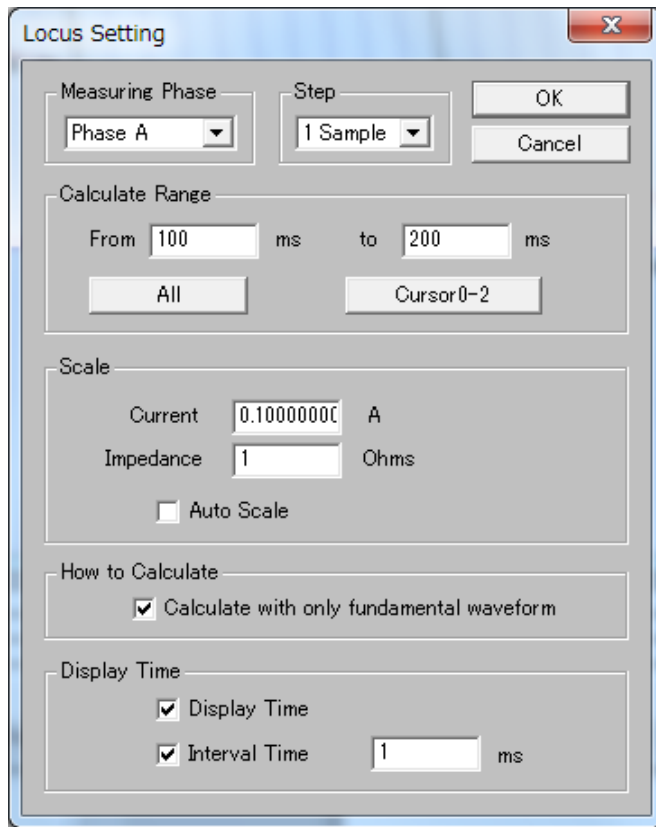 Locus Setting
Measuring Phase
Step
Phase A
1 Sample
OK
Cancel
Calculate Range
From 100 ms to 200 ms
All
Cursor0-2
Scale
Current 0.1000000 A
Impedance 1 Ohms
Auto Scale
How to Calculate
Calculate with only fundamental waveform
Display Time
Display Time
Interval Time 1 ms